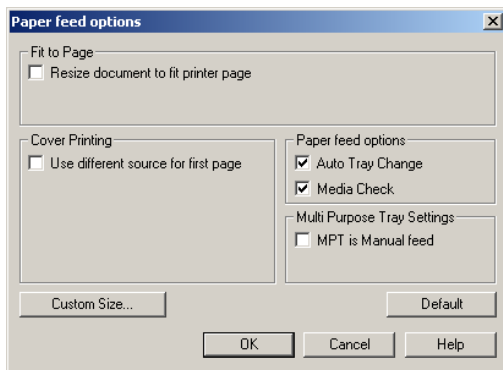 Paper feed options
Fit to Page
Resize document to fit printer page
Cover Printing
Use different source for first page
Paper feed options
Auto Tray Change
Media Check
Multi Purpose Tray Settings
MPT is Manual feed
Custom Size...
Default
OK
Cancel
Help